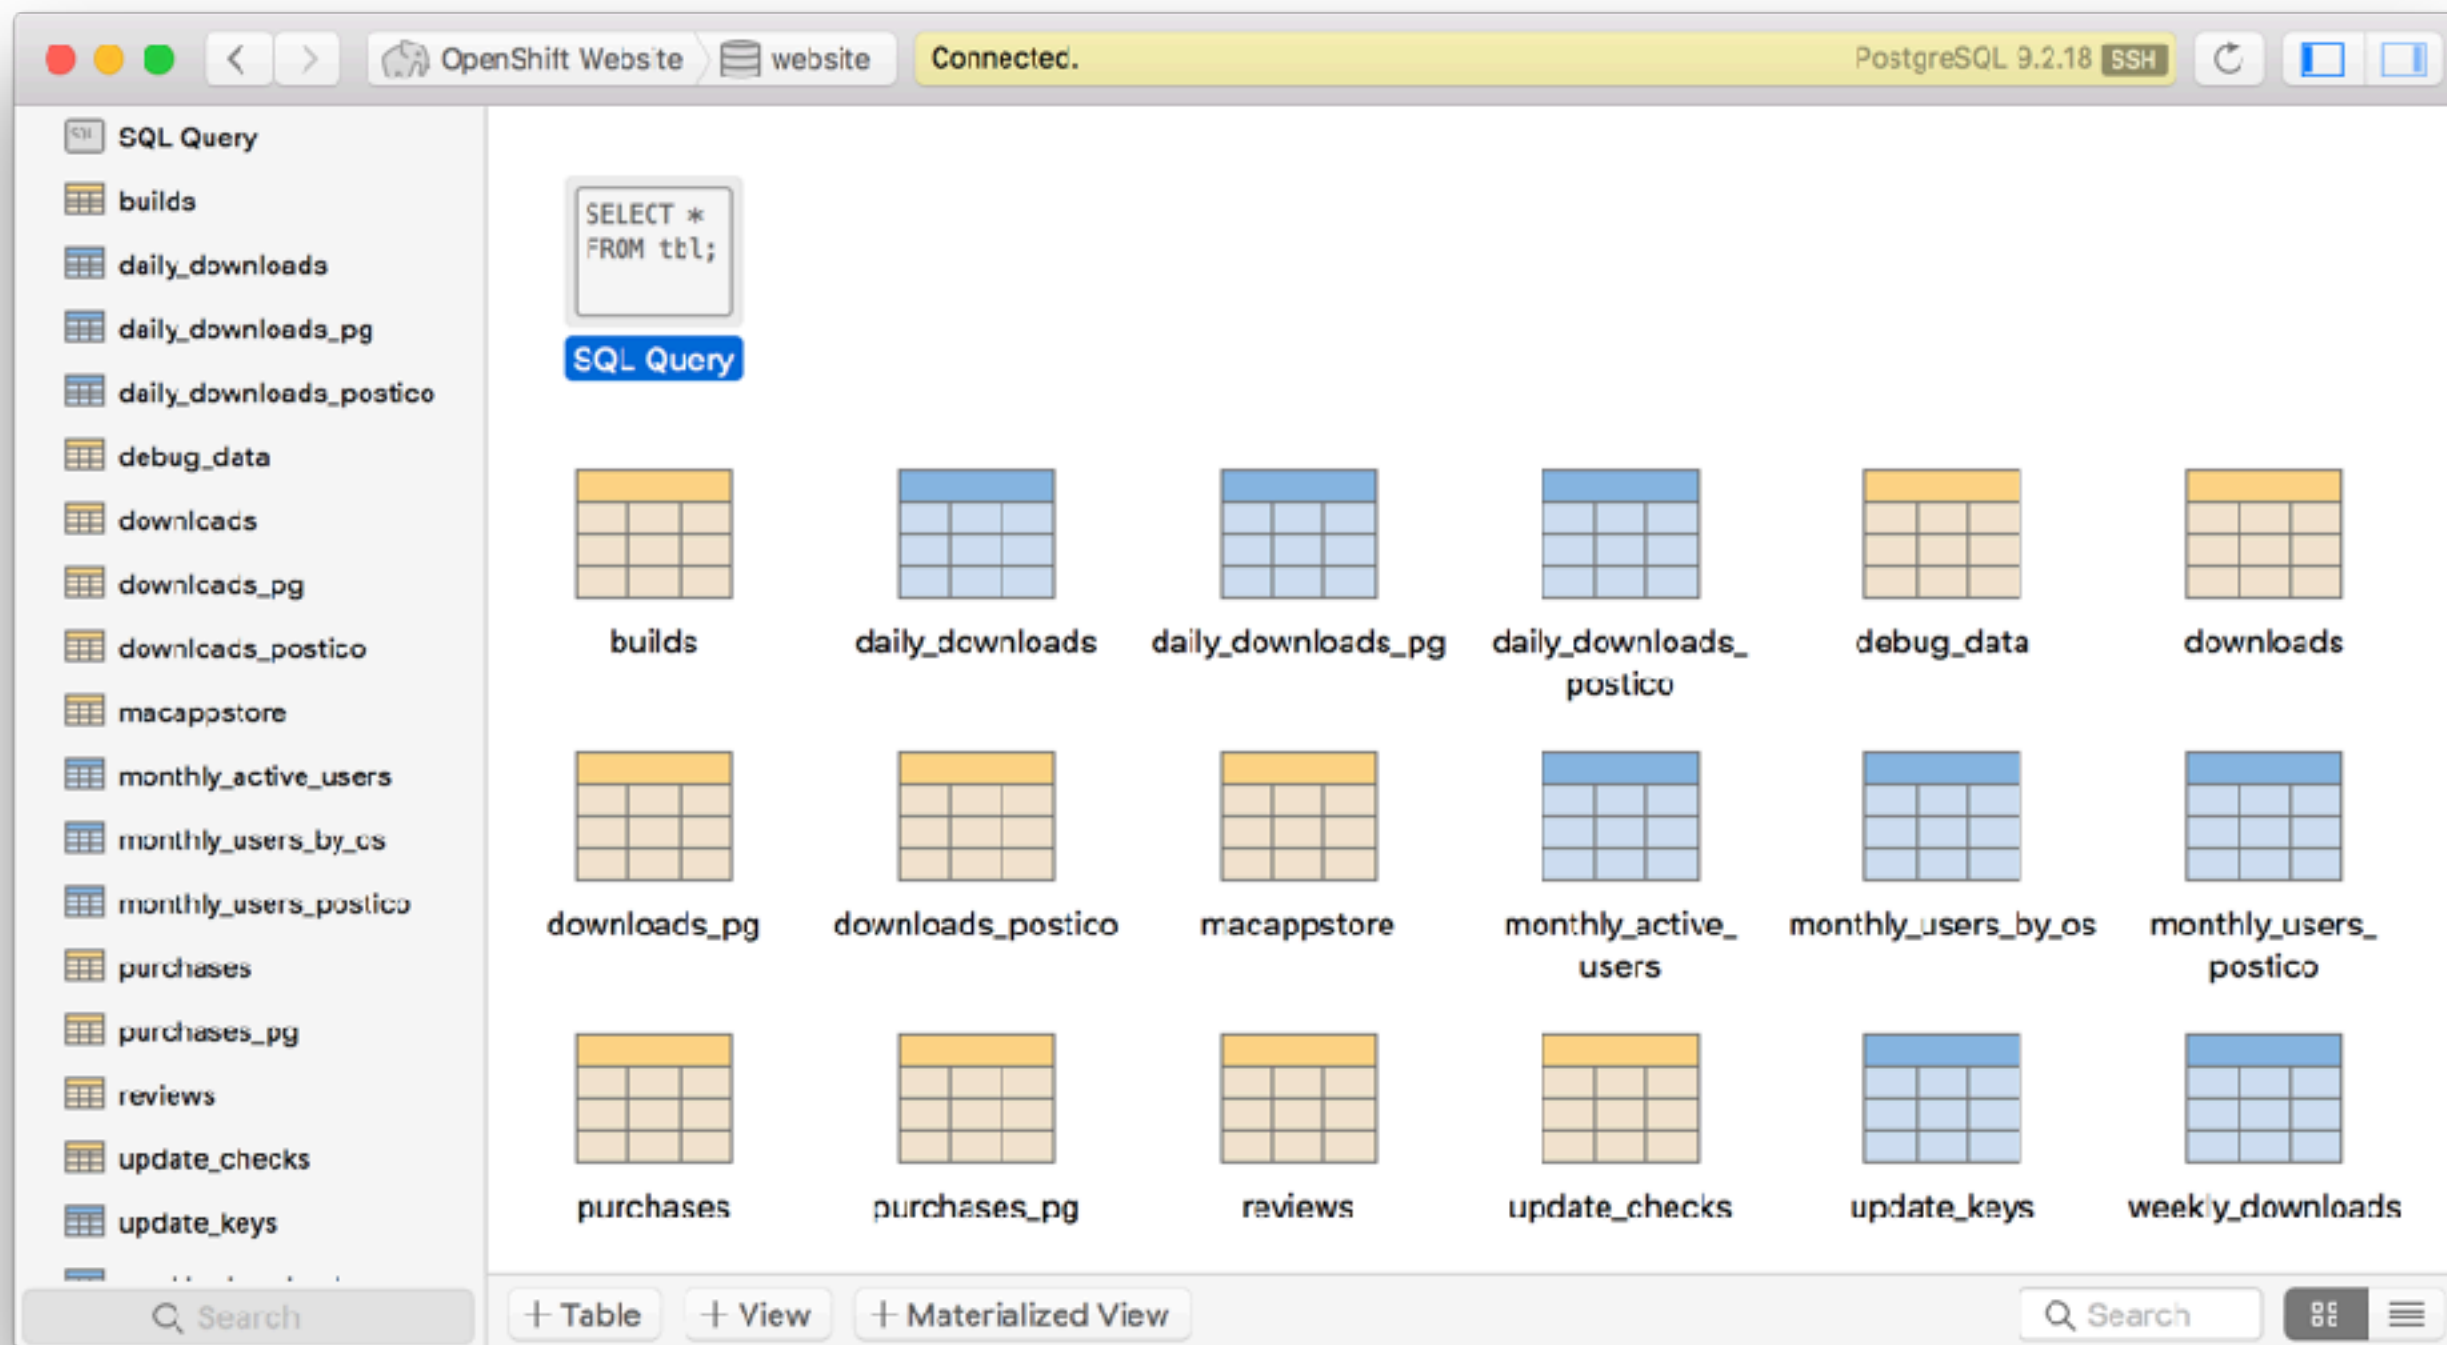 OpenShift Website
website
Connected.
PostgreSQL 9.2.18 SSH
SQL Query
builds
daily_downloads
daily_downloads_pg
daily_downloads_postico
debug_data
downloads
downloads_pg
downloads_postico
macappstore
monthly_active_users
monthly_users_by_os
monthly_users_postico
purchases
purchases_pg
reviews
update_checks
update_keys
Search
SELECT *
FROM tbl;
SQL Query
builds
daily_downloads
daily_downloads_pg
daily_downloads_
postico
debug_data
downloads
downloads_pg
downloads_postico
macappstore
monthly_active_
users
monthly_users_by_os
monthly_users_
postico
purchases
purchases_pg
reviews
update_checks
update_keys
weekly_downloads
+ Table
+ View
+ Materialized View
Search